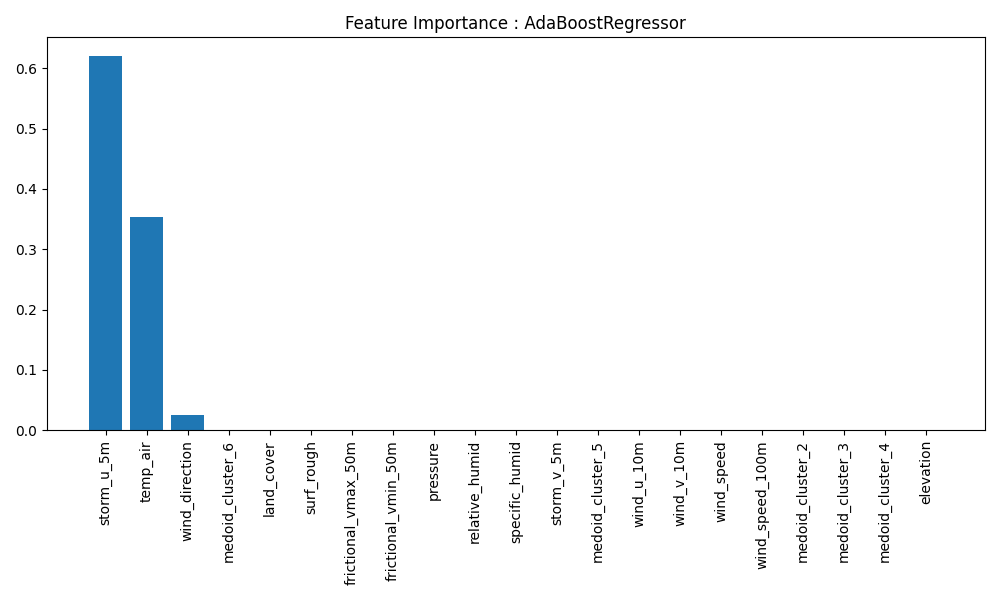 Feature Importance : AdaBoostRegressor
0.6
0.5
0.4
0.3
0.2
0.1
0.0
storm_u_5m
temp_air
wind_direction
medoid_cluster_6
land_cover
surf_rough
frictional_vmax_50m
frictional_vmin_50m
pressure
relative_humid
specific_humid
storm_v_5m
medoid_cluster_5
wind_u_10m
wind_v_10m
wind_speed
wind_speed_100m
medoid_cluster_2
medoid_cluster_3
medoid_cluster_4
elevation